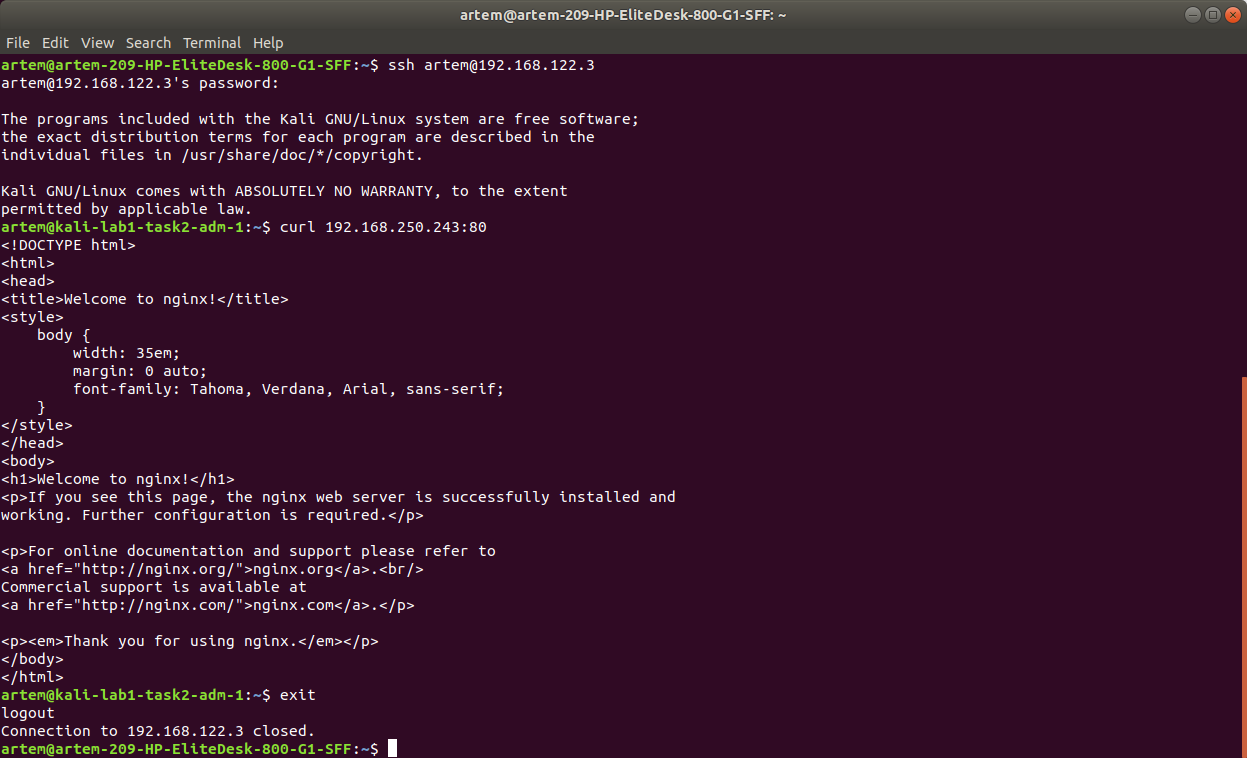 artem@artem-209-HP-EliteDesk-800-G1-SFF: ~
File Edit View Search Terminal Help
artem@artem-209-HP-EliteDesk-800-G1-SFF:~$ ssh artem@192.168.122.3
artem@192.168.122.3's password:

The programs included with the Kali GNU/Linux system are free software;
the exact distribution terms for each program are described in the
individual files in /usr/share/doc/*/copyright.

Kali GNU/Linux comes with ABSOLUTELY NO WARRANTY, to the extent
permitted by applicable law.
artem@kali-lab1-task2-adm-1:~$ curl 192.168.250.243:80
<!DOCTYPE html>
<html>
<head>
<title>Welcome to nginx!</title>
<style>
    body {
        width: 35em;
        margin: 0 auto;
        font-family: Tahoma, Verdana, Arial, sans-serif;
    }
</style>
</head>
<body>
<h1>Welcome to nginx!</h1>
<p>If you see this page, the nginx web server is successfully installed and
working. Further configuration is required.</p>

<p>For online documentation and support please refer to
<a href="http://nginx.org/">nginx.org</a>.<br/>
Commercial support is available at
<a href="http://nginx.com/">nginx.com</a>.</p>

<p><em>Thank you for using nginx.</em></p>
</body>
</html>
artem@kali-lab1-task2-adm-1:~$ exit
logout
Connection to 192.168.122.3 closed.
artem@artem-209-HP-EliteDesk-800-G1-SFF:~$